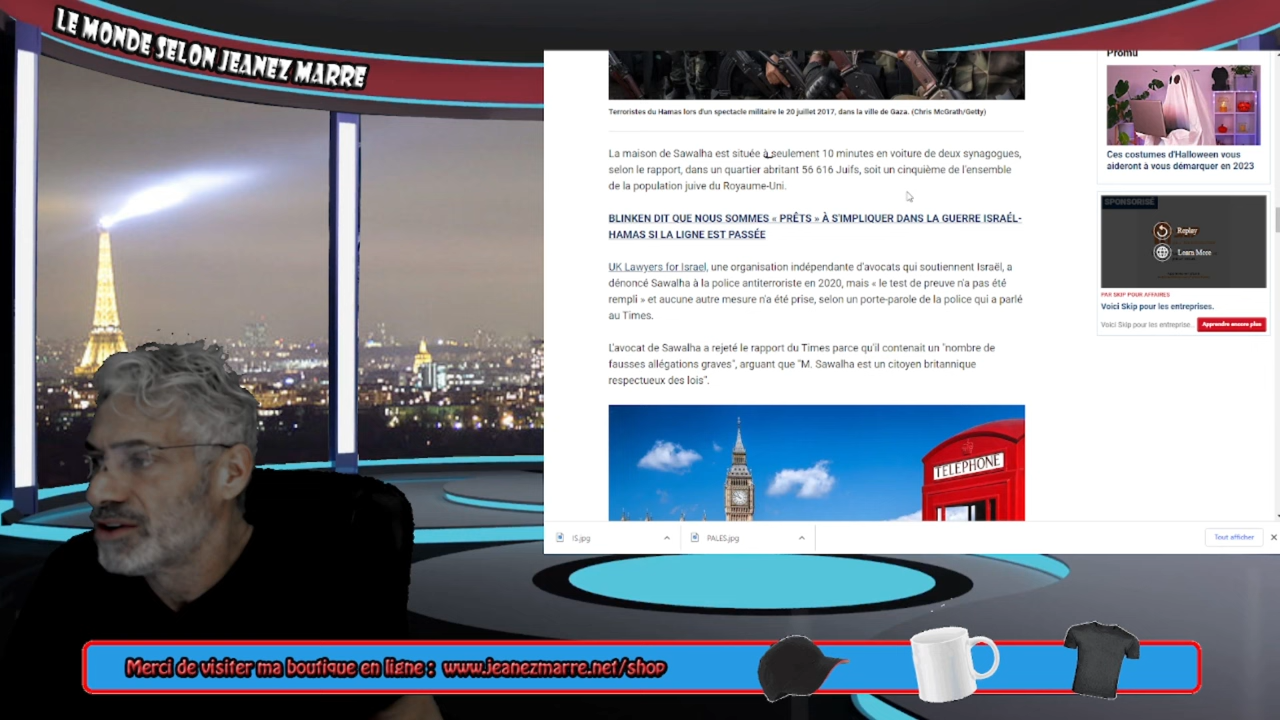 LE MONDE SELON JEANEZ MARRE
Terroristes du Hamas lors d'un spectacle militaire le 20 juillet 2017, dans la ville de Gaza. (Chris McGrath/Getty)
La maison de Sawalha est située à seulement 10 minutes en voiture de deux synagogues,
selon le rapport, dans un quartier abritant 56 616 Juifs, soit un cinquième de l'ensemble
de la population juive du Royaume-Uni.
BLINKEN DIT QUE NOUS SOMMES « PRÊTS » À S'IMPLIQUER DANS LA GUERRE ISRAËL-
HAMAS SI LA LIGNE EST PASSÉE
UK Lawyers for Israel, une organisation indépendante d'avocats qui soutiennent Israël, a
dénoncé Sawalha à la police antiterroriste en 2020, mais « le test de preuve n'a pas été
rempli » et aucune autre mesure n'a été prise, selon un porte-parole de la police qui a parlé
au Times.
L'avocat de Sawalha a rejeté le rapport du Times parce qu'il contenait un "nombre de
fausses allégations graves", arguant que "M. Sawalha est un citoyen britannique
respectueux des lois".
TELEPHONE
Promu
Ces costumes d'Halloween vous
aideront à vous démarquer en 2023
SPONSORISÉ
Replay
Learn More
PAR SKIP POUR AFFAIRES
Voici Skip pour les entreprises.
Voici Skip pour les entreprise...
Apprendre encore plus
IS.jpg
PALES.jpg
Tout afficher
Merci de visiter ma boutique en ligne : www.jeanezmarre.net/shop